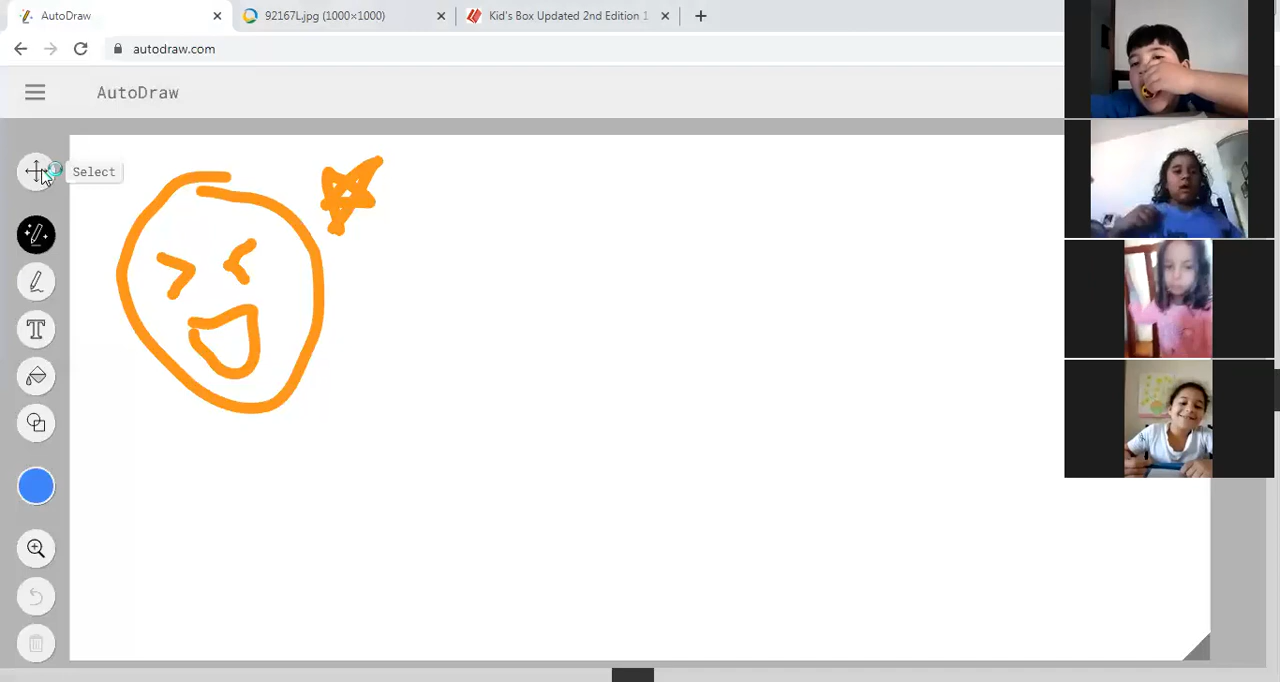 AutoDraw
92167L.jpg (1000×1000)
Kid's Box Updated 2nd Edition 1
autodraw.com
AutoDraw
Select
T